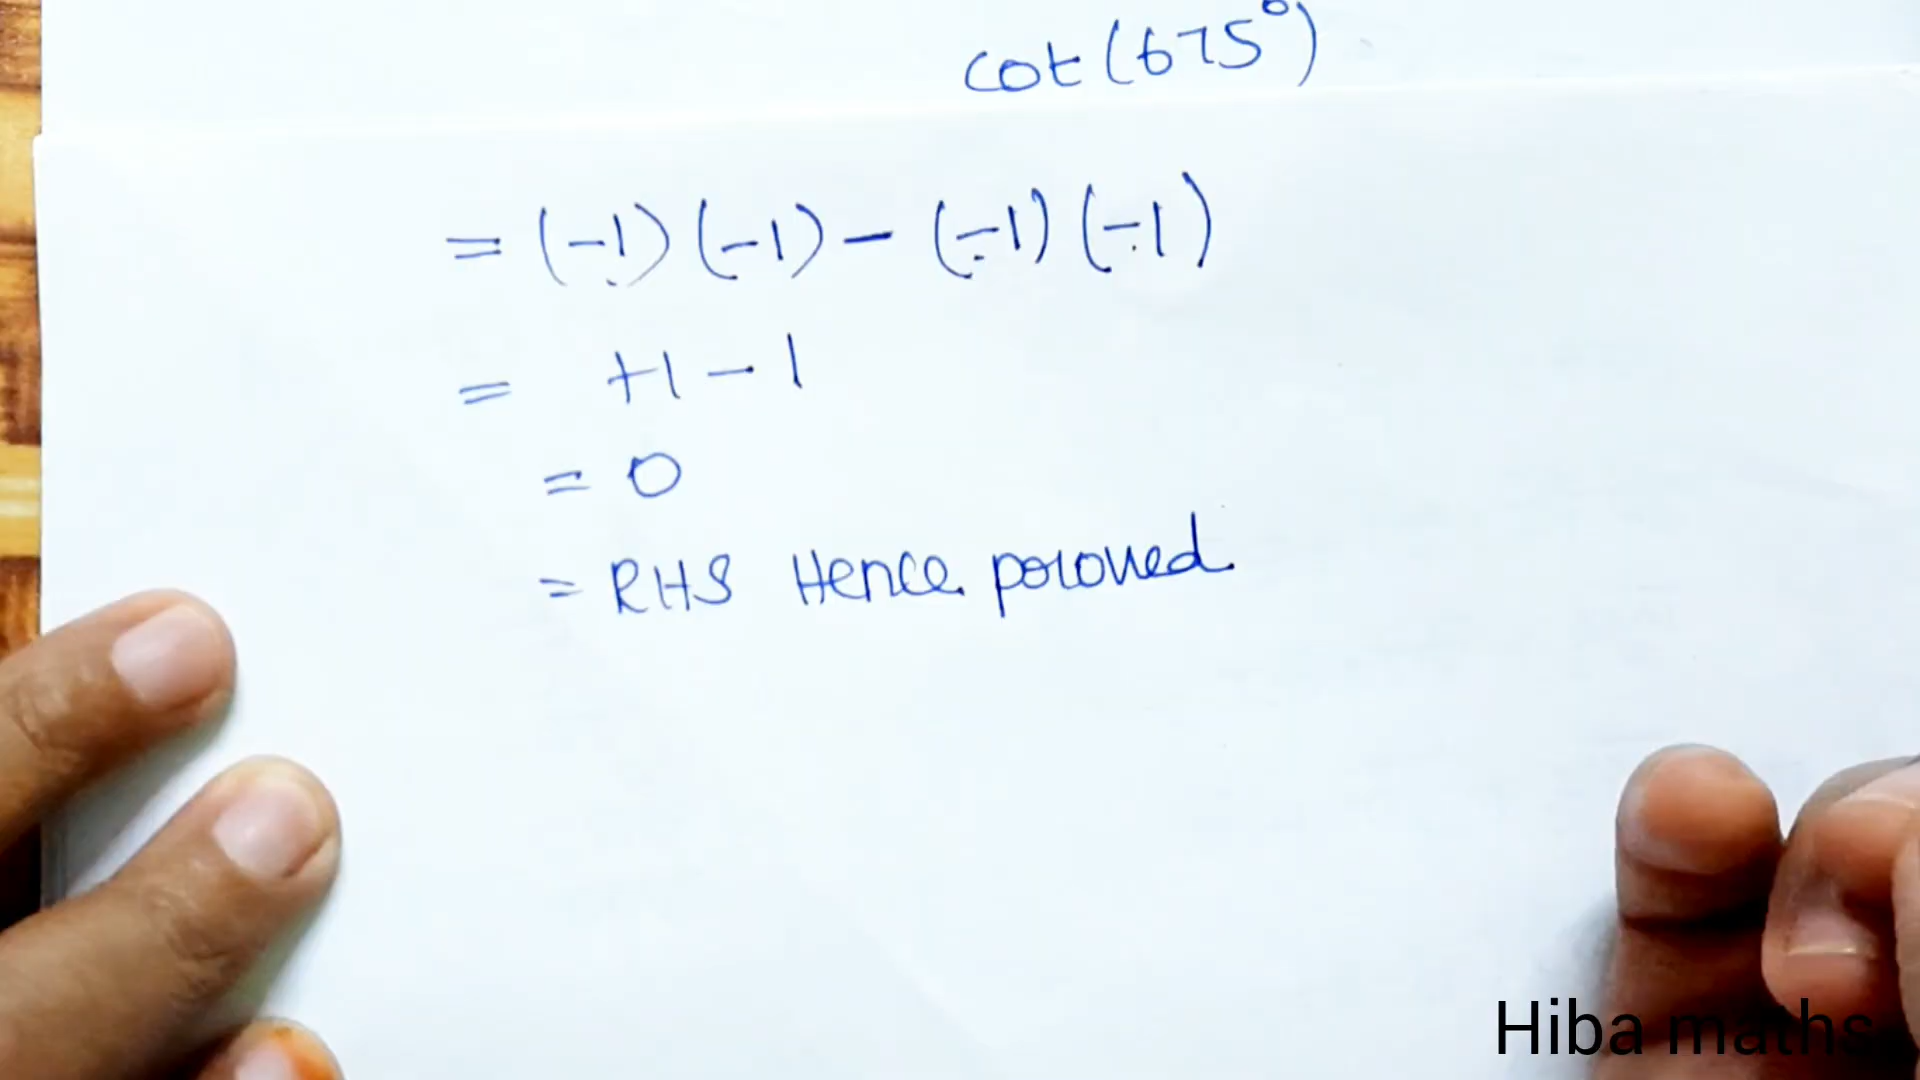 cot (675°)
= (-1) (-1) - (-1) (-1)
= +1 - 1
= 0
= RHS Hence poroved.
Hiba maths